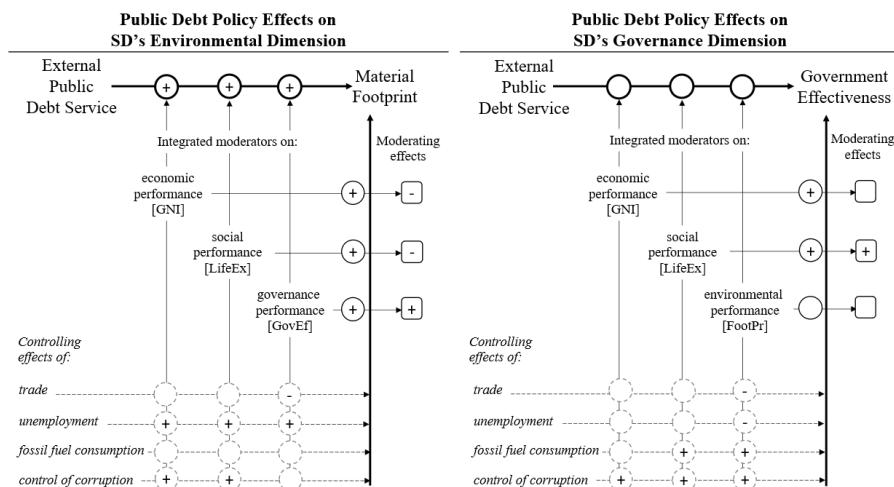 Public Debt Policy Effects on
SD's Environmental Dimension
External
Public
Debt Service
+
+
+
Material
Footprint
Integrated moderators on:
Moderating
effects
economic
performance
[GNI]
+
-
social
performance
[LifeEx]
+
-
governance
performance
[GovEf]
+
+
Controlling
effects of:
trade
-
unemployment
+
+
+
fossil fuel consumption
control of corruption
+
+
Public Debt Policy Effects on
SD's Governance Dimension
External
Public
Debt Service
Government
Effectiveness
Integrated moderators on:
Moderating
effects
economic
performance
[GNI]
+
social
performance
[LifeEx]
+
+
environmental
performance
[FootPr]
Controlling
effects of:
trade
-
unemployment
-
fossil fuel consumption
+
+
control of corruption
+
+
+